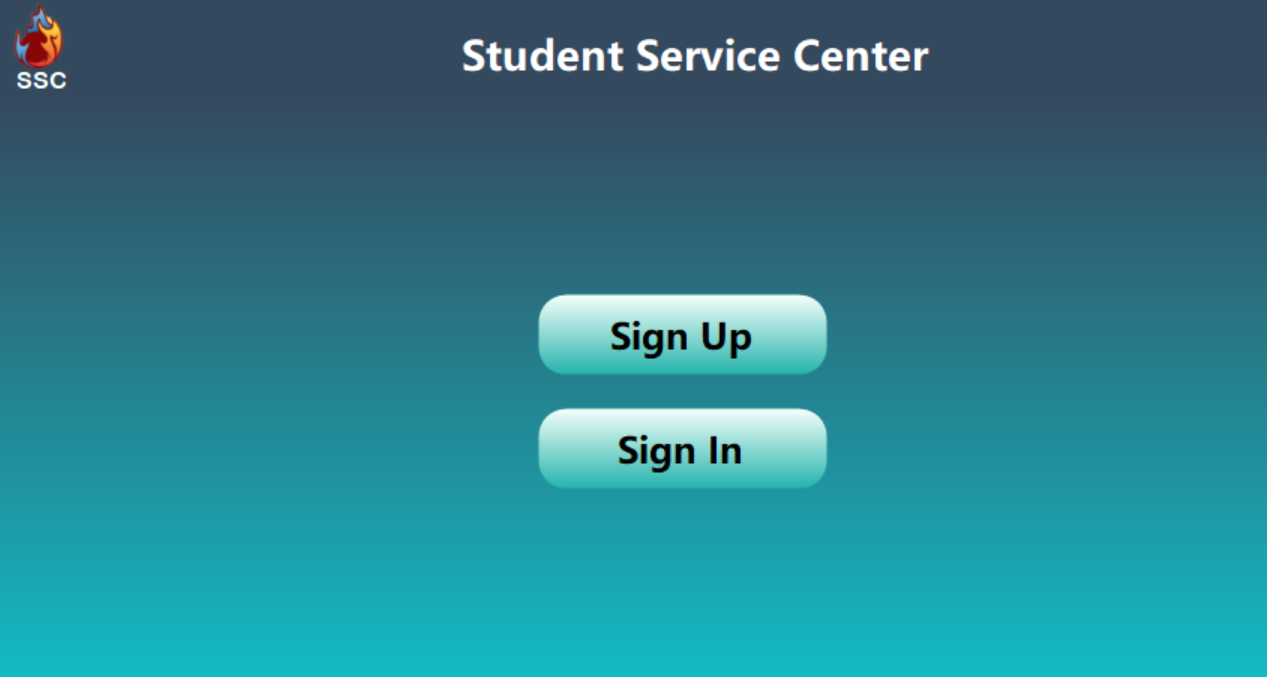 SSC
Student Service Center
Sign Up
Sign In